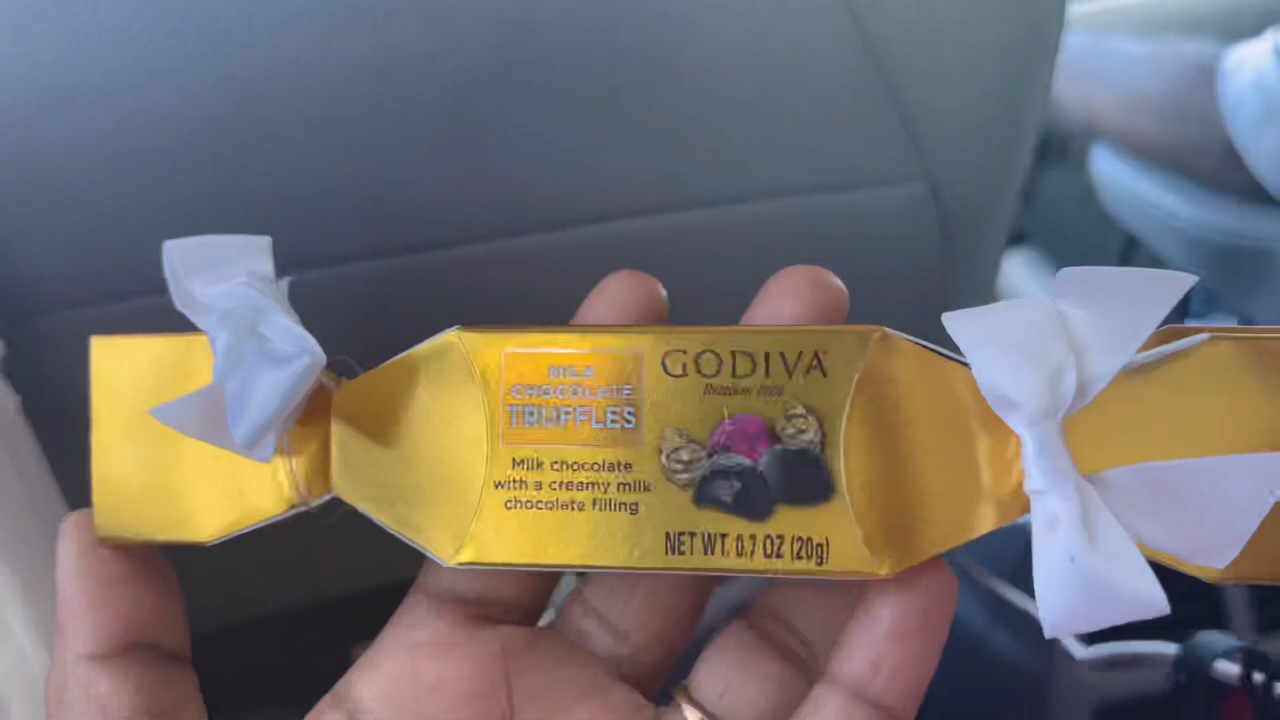 MILK
CHOCOLATE
TRUFFLES
Milk chocolate
with a creamy milk
chocolate filling
GODIVA
NET WT. 0.7 OZ (20g)